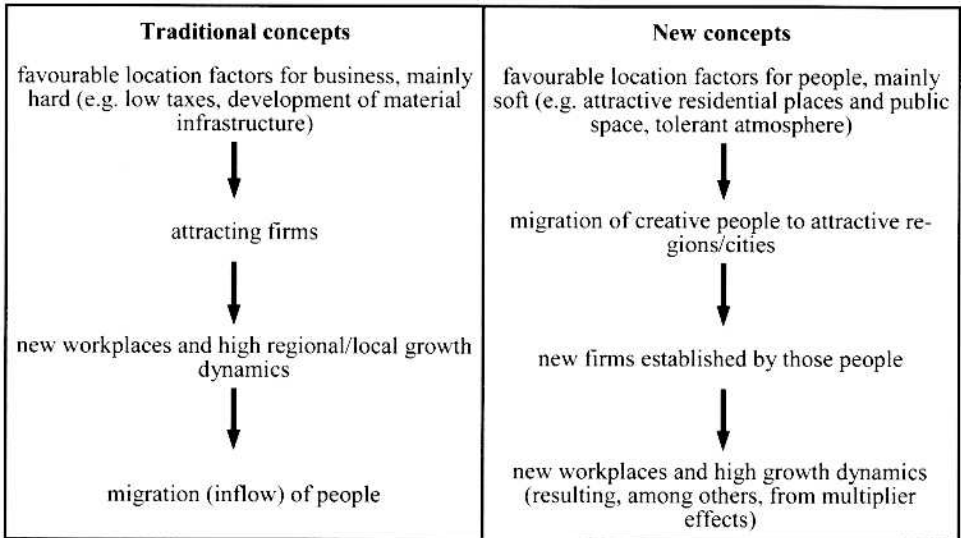 Traditional concepts
favourable location factors for business, mainly
hard (e.g. low taxes, development of material
infrastructure)
attracting firms
new workplaces and high regional/local growth
dynamics
migration (inflow) of people
New concepts
favourable location factors for people, mainly
soft (e.g. attractive residential places and public
space, tolerant atmosphere)
migration of creative people to attractive re-
gions/cities
new firms established by those people
new workplaces and high growth dynamics
(resulting, among others, from multiplier
effects)